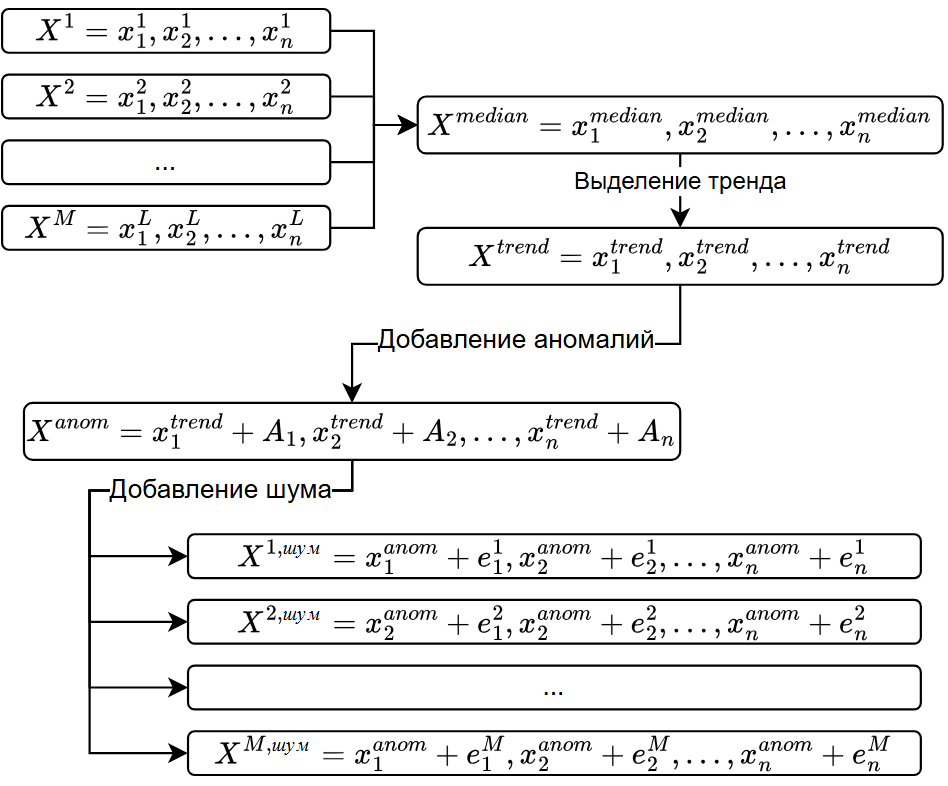 X^1 = x_1^1, x_2^1, ..., x_n^1
X^2 = x_1^2, x_2^2, ..., x_n^2
...
X^M = x_1^L, x_2^L, ..., x_n^L
X^{median} = x_1^{median}, x_2^{median}, ..., x_n^{median}
Выделение тренда
X^{trend} = x_1^{trend}, x_2^{trend}, ..., x_n^{trend}
Добавление аномалий
X^{anom} = x_1^{trend} + A_1, x_2^{trend} + A_2, ..., x_n^{trend} + A_n
Добавление шума
X^{1,шум} = x_1^{anom} + e_1^1, x_2^{anom} + e_2^1, ..., x_n^{anom} + e_n^1
X^{2,шум} = x_2^{anom} + e_1^2, x_2^{anom} + e_2^2, ..., x_n^{anom} + e_n^2
...
X^{M,шум} = x_1^{anom} + e_1^M, x_2^{anom} + e_2^M, ..., x_n^{anom} + e_n^M